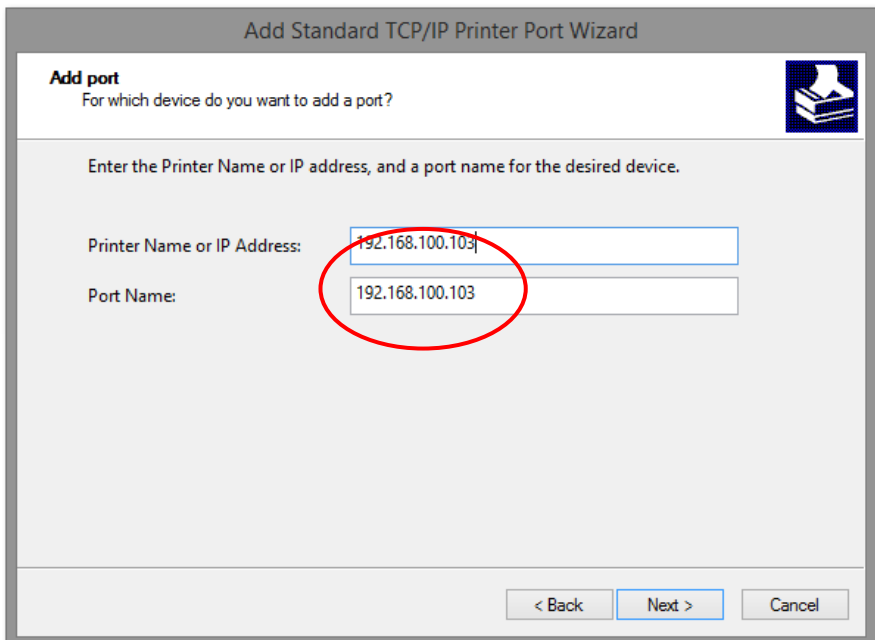 Add Standard TCP/IP Printer Port Wizard
Add port
For which device do you want to add a port?
Enter the Printer Name or IP address, and a port name for the desired device.
Printer Name or IP Address: 192.168.100.103
Port Name: 192.168.100.103
< Back Next > Cancel